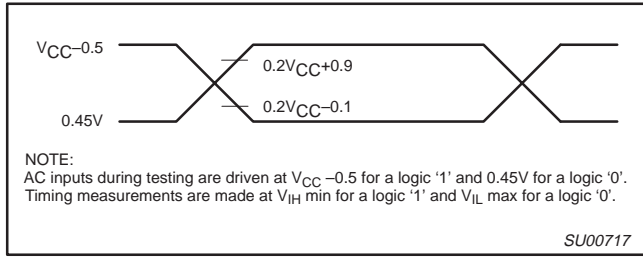 VCC–0.5
0.2VCC+0.9
0.2VCC–0.1
0.45V
NOTE:
AC inputs during testing are driven at VCC –0.5 for a logic ‘1’ and 0.45V for a logic ‘0’.
Timing measurements are made at VIH min for a logic ‘1’ and VIL max for a logic ‘0’.
SU00717